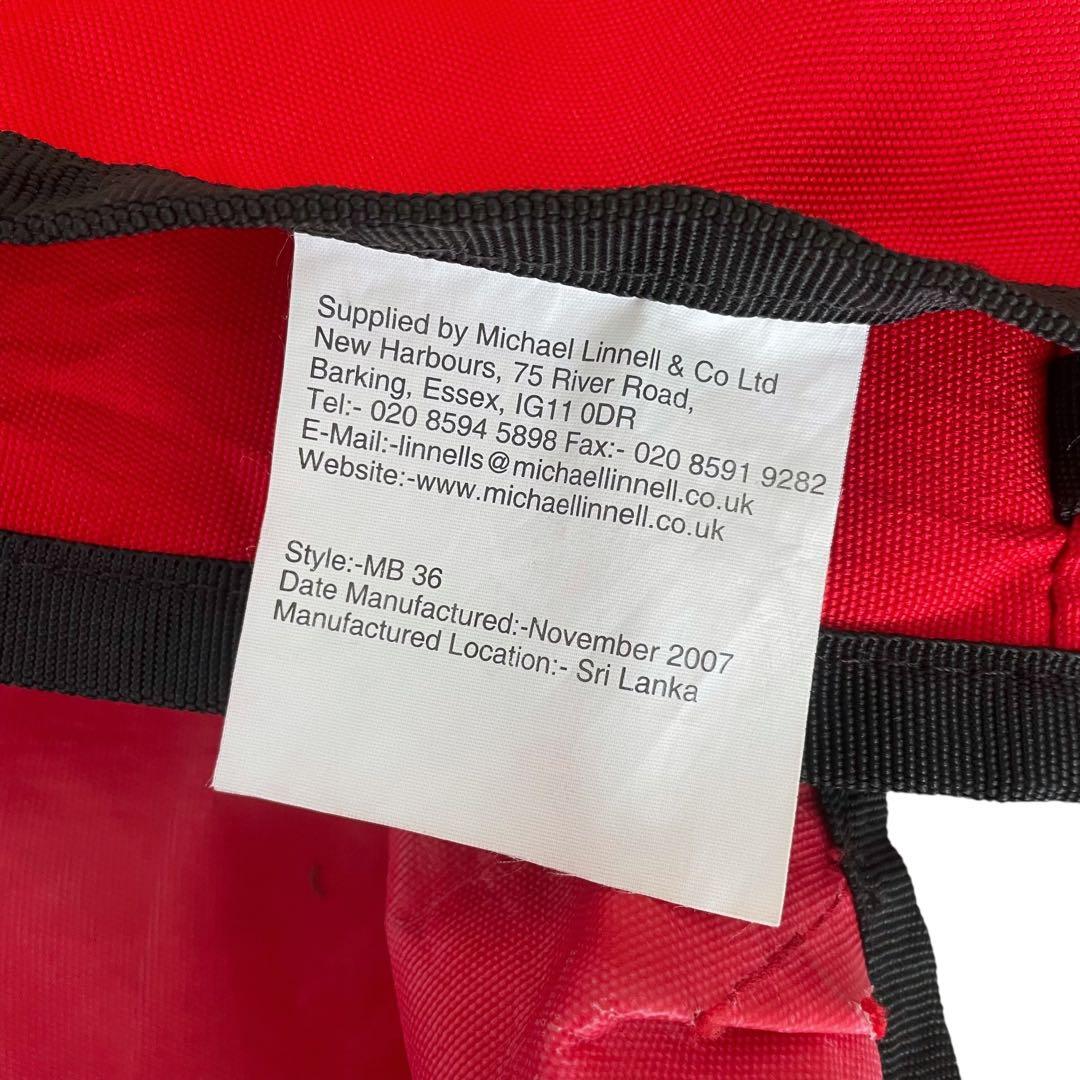 Supplied by Michael Linnell & Co Ltd
New Harbours, 75 River Road,
Barking, Essex, IG11 0DR
Tel:- 020 8594 5898 Fax:- 020 8591 9282
E-Mail:-linnells@michaellinnell.co.uk
Website:-www.michaellinnell.co.uk
Style:-MB 36
Date Manufactured:-November 2007
Manufactured Location:- Sri Lanka